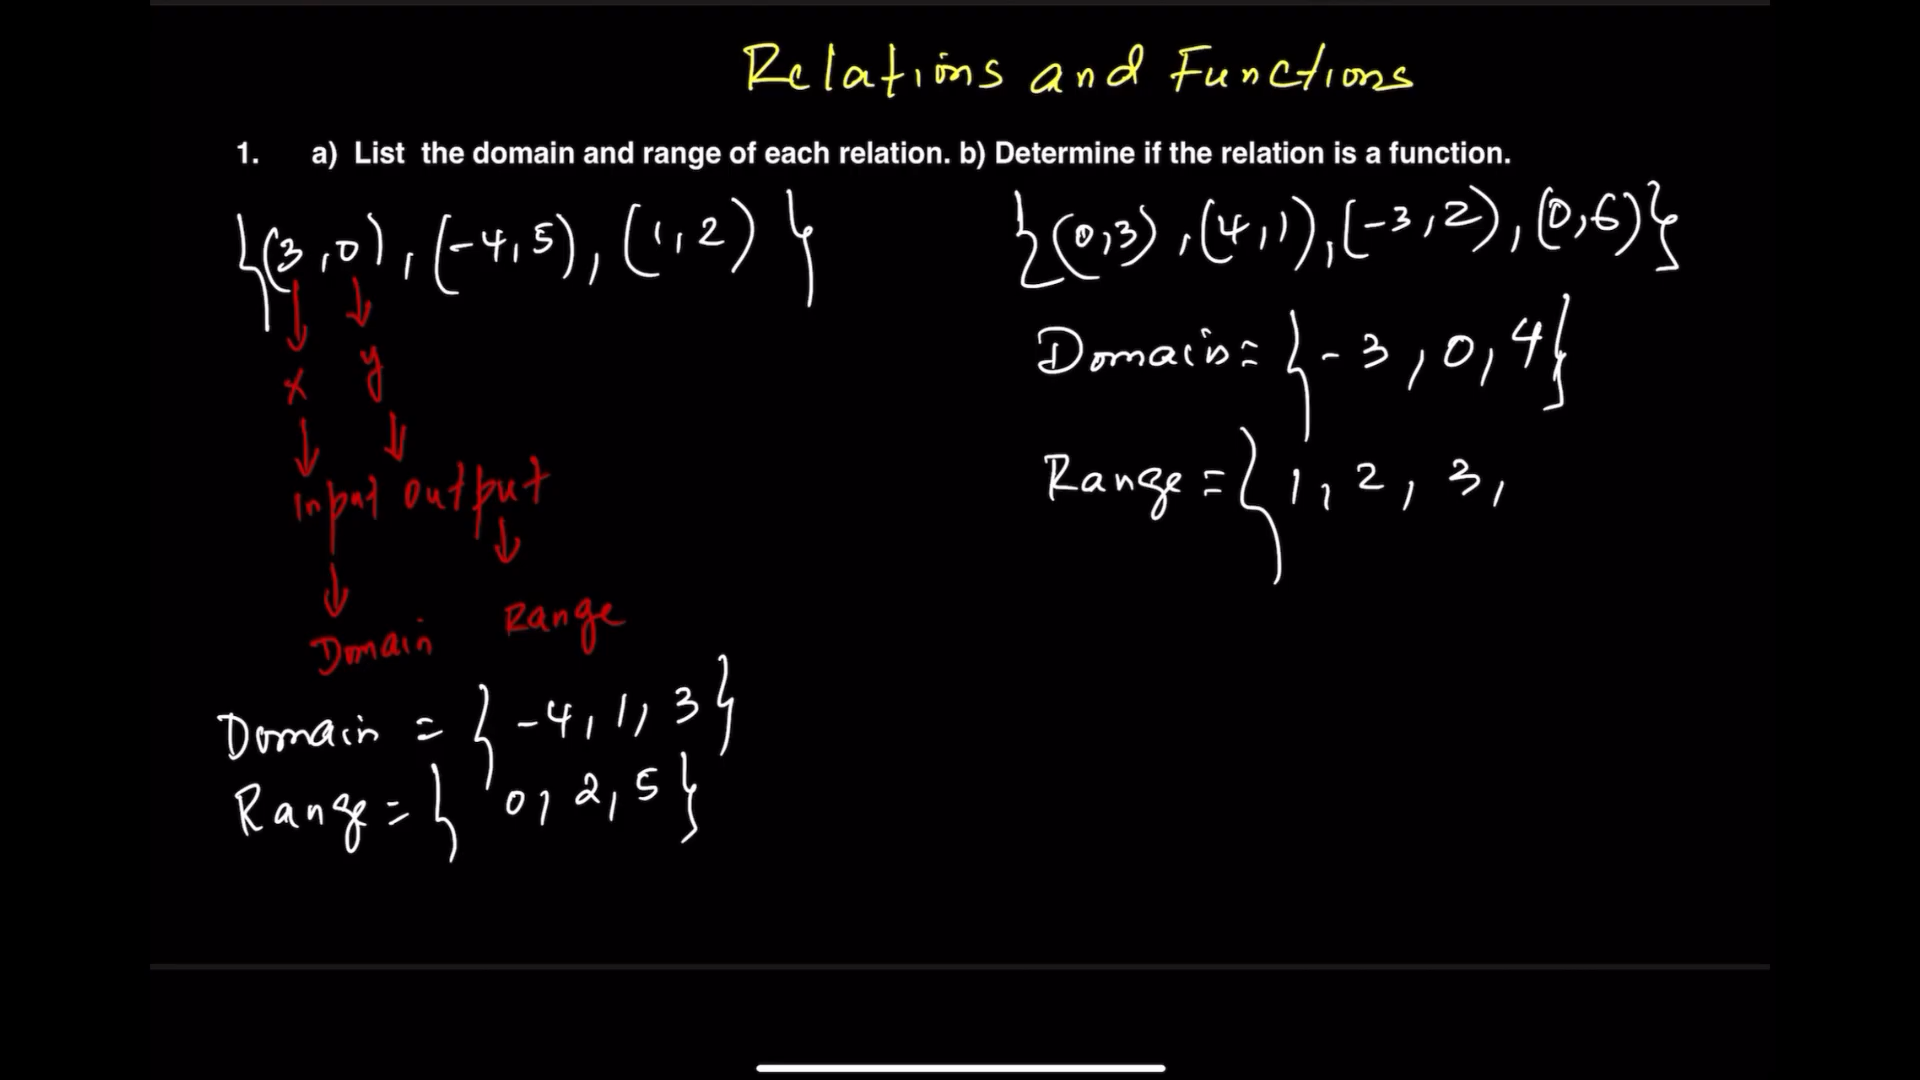 Relations and Functions
1. a) List the domain and range of each relation. b) Determine if the relation is a function.
{(3,0), (-4,5), (1,2)}
x y
Input output
Domain Range
Domain = {-4, 1, 3}
Range = {0, 2, 5}
{(0,3), (4,1), (-3,2), (0,6)}
Domain = {-3, 0, 4}
Range = {1, 2, 3,